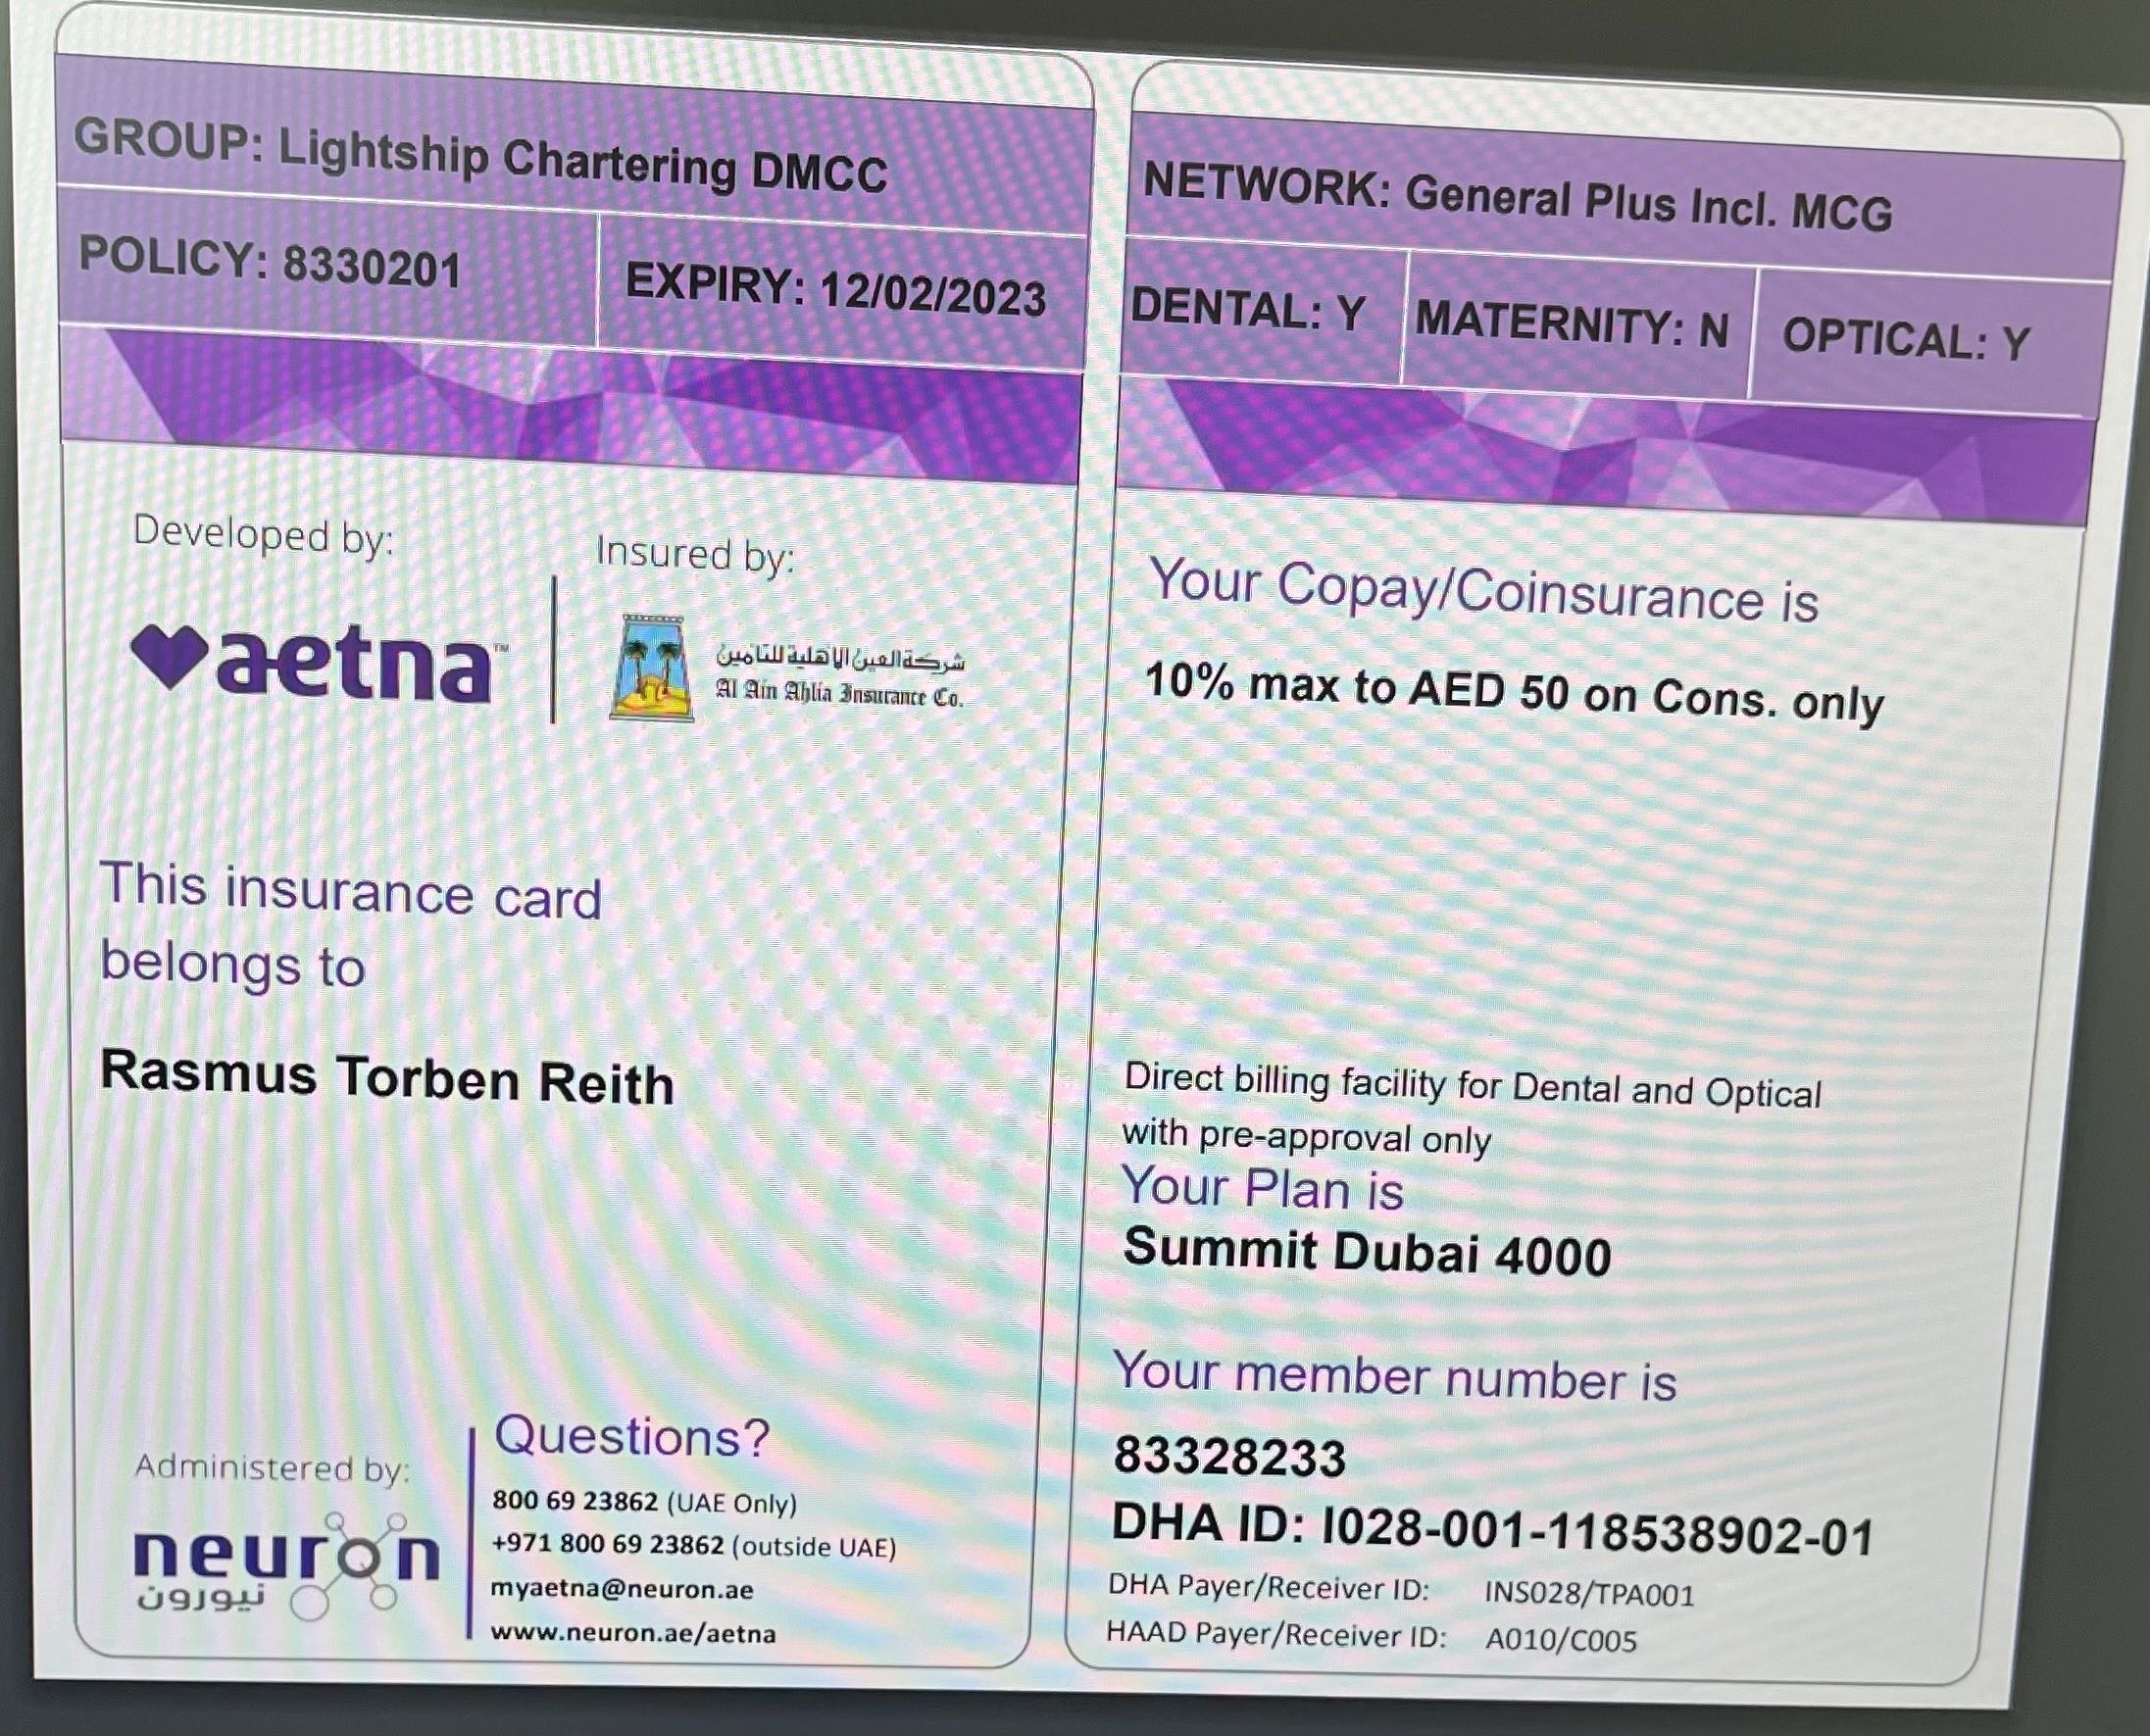 GROUP: Lightship Chartering DMCC
POLICY: 8330201
EXPIRY: 12/02/2023
Developed by:
aetna™
Insured by:
شركة العين الاهلية للتامين
Al Ain Ahlia Insurance Co.
This insurance card
belongs to
Rasmus Torben Reith
Administered by:
neuron
نيورون
Questions?
800 69 23862 (UAE Only)
+971 800 69 23862 (outside UAE)
myaetna@neuron.ae
www.neuron.ae/aetna
NETWORK: General Plus Incl. MCG
DENTAL: Y
MATERNITY: N
OPTICAL: Y
Your Copay/Coinsurance is
10% max to AED 50 on Cons. only
Direct billing facility for Dental and Optical
with pre-approval only
Your Plan is
Summit Dubai 4000
Your member number is
83328233
DHA ID: I028-001-118538902-01
DHA Payer/Receiver ID: INS028/TPA001
HAAD Payer/Receiver ID: A010/C005